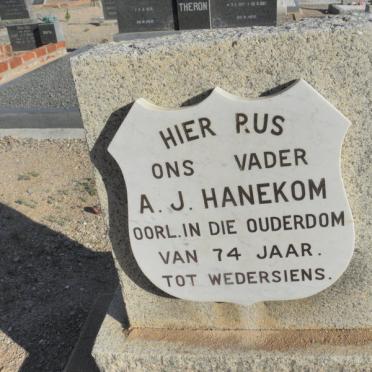 THERON
HIER RUS
ONS VADER
A. J. HANEKOM
OORL. IN DIE OUDERDOM
VAN 74 JAAR.
TOT WEDERSIENS.